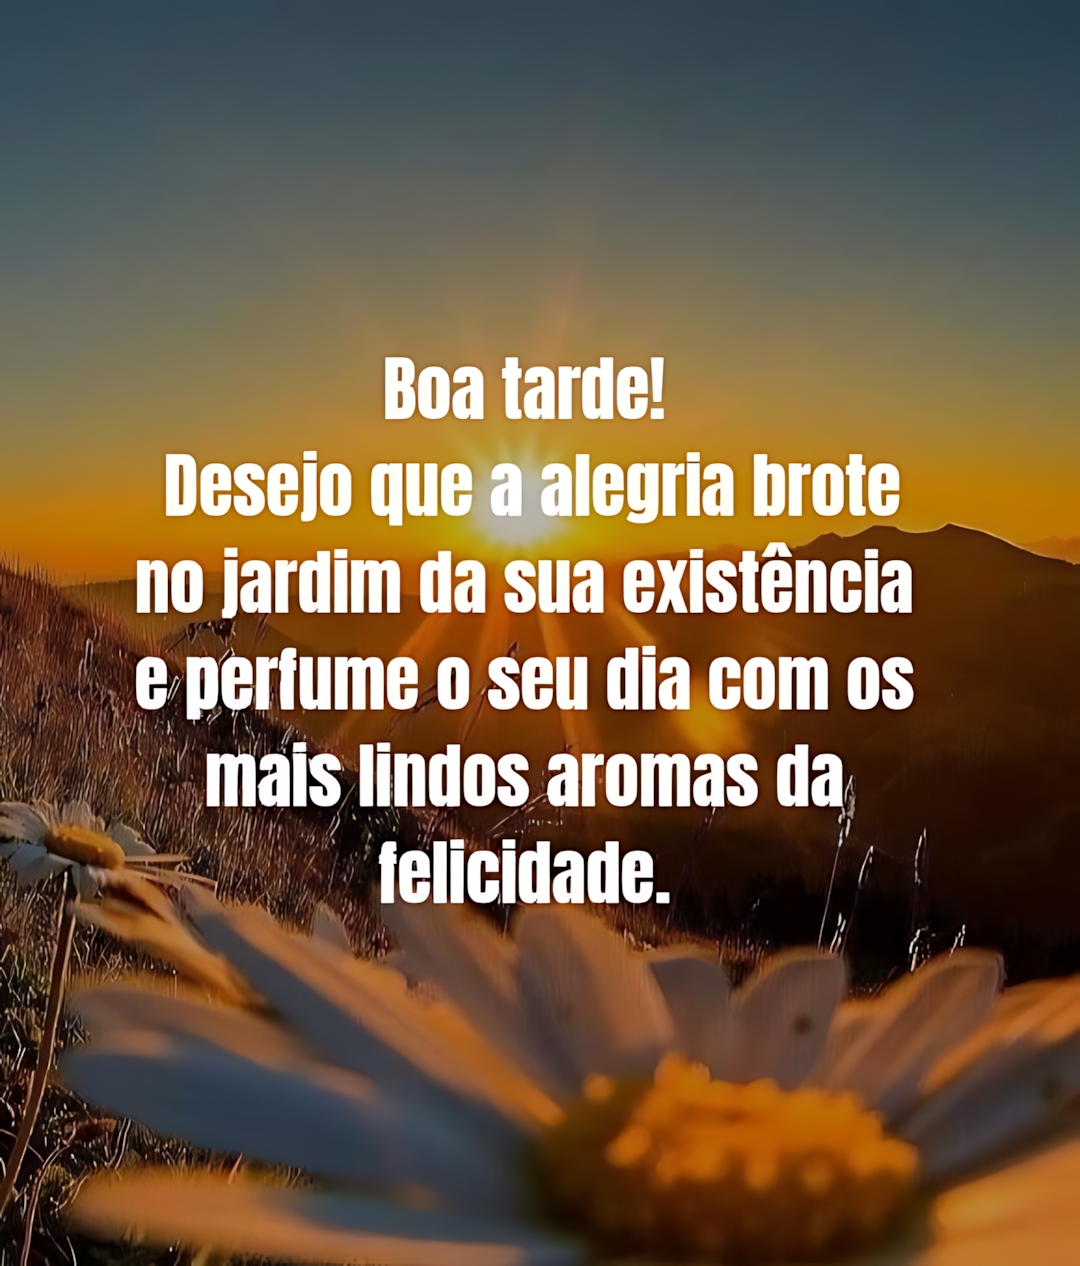 Boa tarde!
Desejo que a alegria brote
no jardim da sua existência
e perfume o seu dia com os
mais lindos aromas da
felicidade.